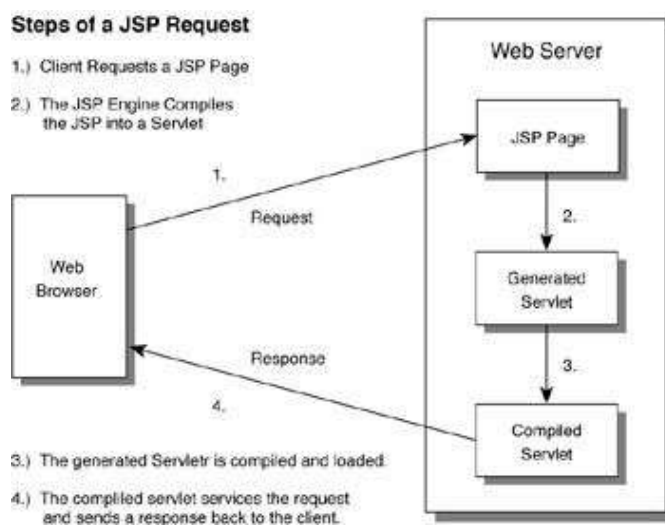 Steps of a JSP Request
1.) Client Requests a JSP Page
2.) The JSP Engine Compiles
the JSP into a Servlet
Web Server
JSP Page
1.
Request
2.
Web
Browser
Generated
Servlet
Response
3.
4.
Compiled
Servlet
3.) The generated Servletr is compiled and loaded.
4.) The compliled servlet services the request
and sends a response back to the client.